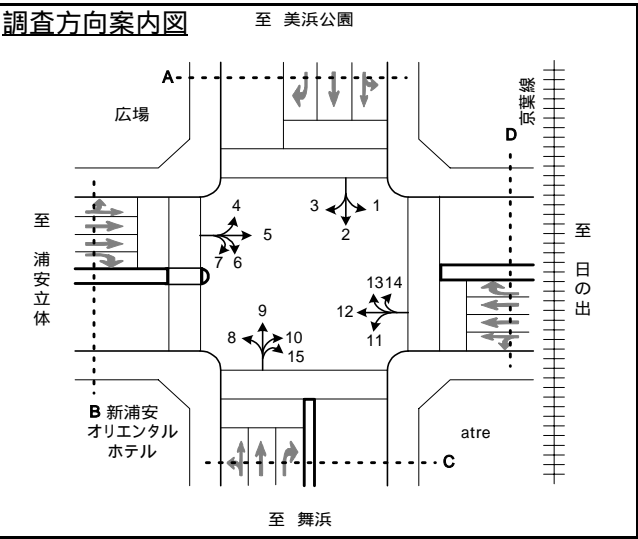 調査方向案内図
至 美浜公園
A
広場
京葉線
D
3 1
2
4
5
7 6
至 浦安立体
至 日の出
13 14
12
11
9
8 10
15
B 新浦安
オリエンタル
ホテル
atre
C
至 舞浜